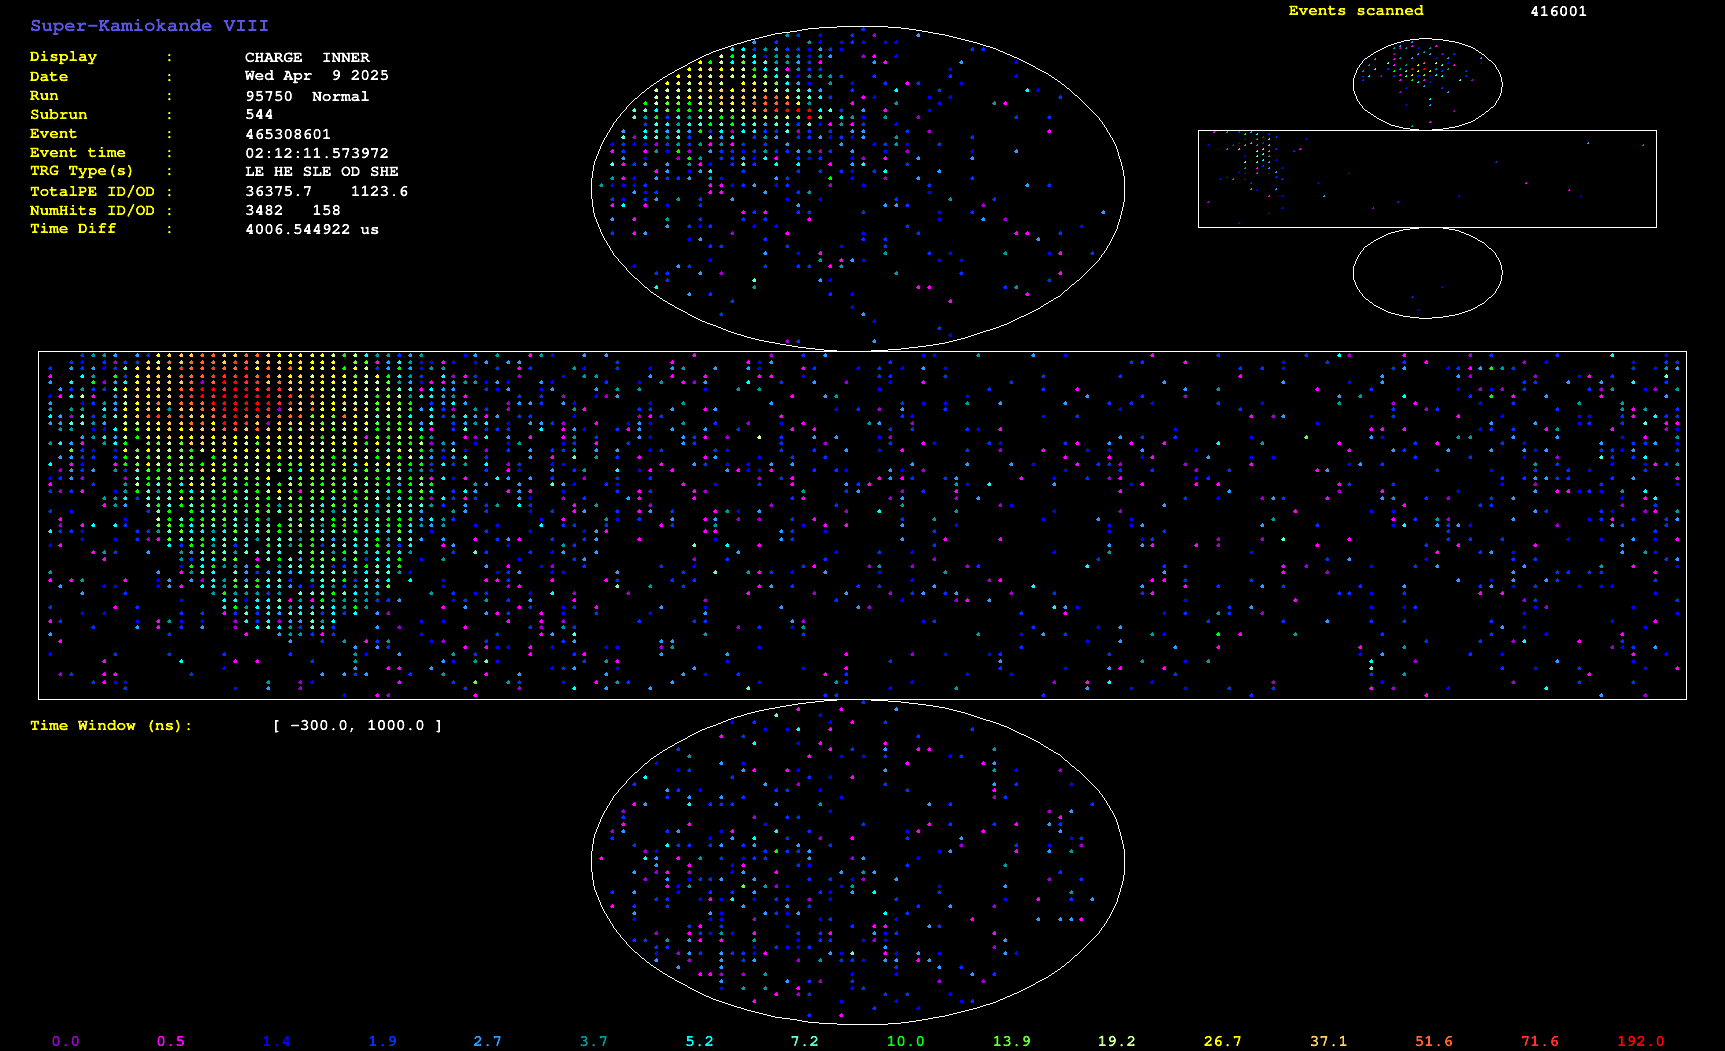 Super-Kamiokande VIII
Events scanned 416001
Display : CHARGE INNER
Date : Wed Apr 9 2025
Run : 95750 Normal
Subrun : 544
Event : 465308601
Event time : 02:12:11.573972
TRG Type(s) : LE HE SLE OD SHE
TotalPE ID/OD : 36375.7 1123.6
NumHits ID/OD : 3482 158
Time Diff : 4006.544922 us
Time Window (ns): [ -300.0, 1000.0 ]
0.0 0.5 1.4 1.9 2.7 3.7 5.2 7.2 10.0 13.9 19.2 26.7 37.1 51.6 71.6 192.0